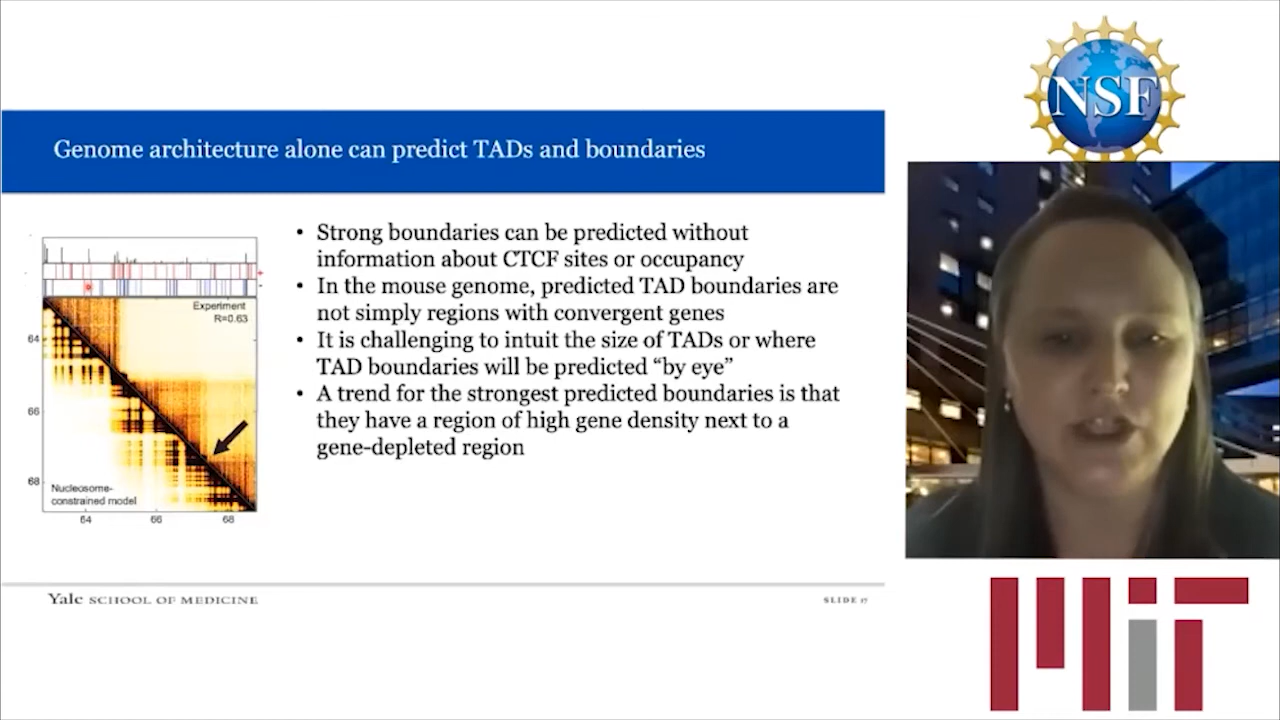 NSF
Genome architecture alone can predict TADs and boundaries
• Strong boundaries can be predicted without
information about CTCF sites or occupancy
• In the mouse genome, predicted TAD boundaries are
not simply regions with convergent genes
• It is challenging to intuit the size of TADs or where
TAD boundaries will be predicted “by eye”
• A trend for the strongest predicted boundaries is that
they have a region of high gene density next to a
gene-depleted region
+
-
Experiment
R=0.63
64
66
68
Nucleosome-
constrained model
64 66 68
Yale SCHOOL OF MEDICINE
SLIDE 17
MIT